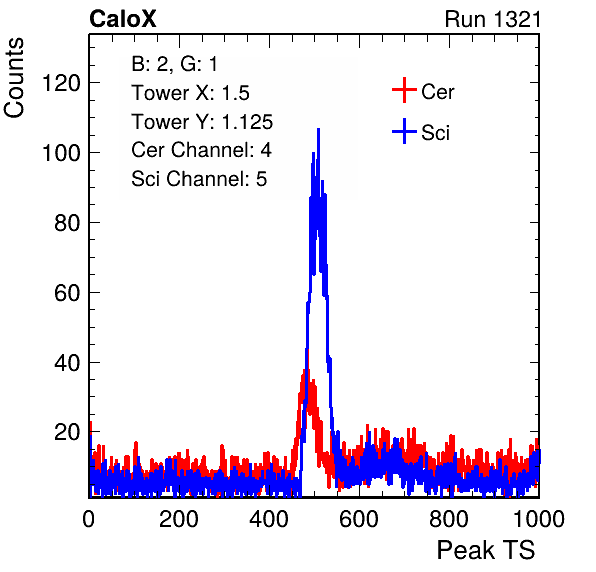 CaloX Run 1321
Counts
B: 2, G: 1
Tower X: 1.5
Tower Y: 1.125
Cer Channel: 4
Sci Channel: 5
Cer
Sci
120
100
80
60
40
20
0 200 400 600 800 1000
Peak TS